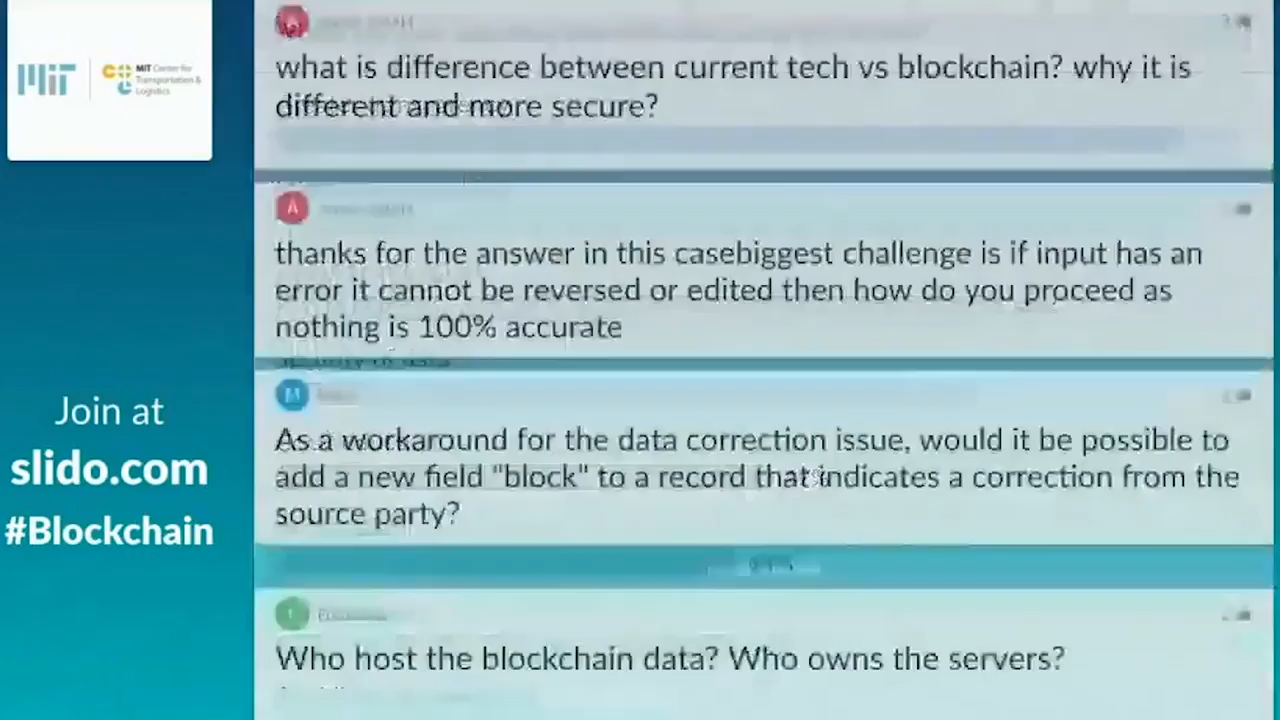 MIT
MIT Center for
Transportation &
Logistics
what is difference between current tech vs blockchain? why it is
different and more secure?
A
thanks for the answer in this casebiggest challenge is if input has an
error it cannot be reversed or edited then how do you proceed as
nothing is 100% accurate
M
As a workaround for the data correction issue, would it be possible to
add a new field "block" to a record that indicates a correction from the
source party?
Who host the blockchain data? Who owns the servers?
Join at
slido.com
#Blockchain